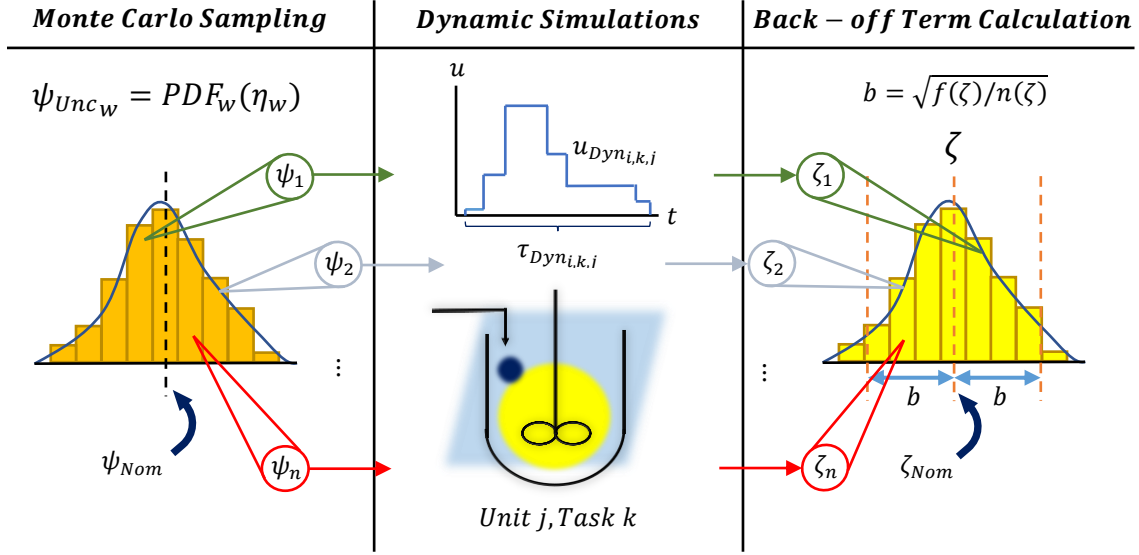 Monte Carlo Sampling
ψ_{Unc_w} = PDF_w(η_w)
ψ_1
ψ_2
⋮
ψ_{Nom}
ψ_n
Dynamic Simulations
u
u_{Dyn_{i,k,j}}
t
τ_{Dyn_{i,k,j}}
Unit j, Task k
Back − off Term Calculation
b = √f(ζ)/n(ζ)
ζ
ζ_1
ζ_2
⋮
b b
ζ_n
ζ_{Nom}